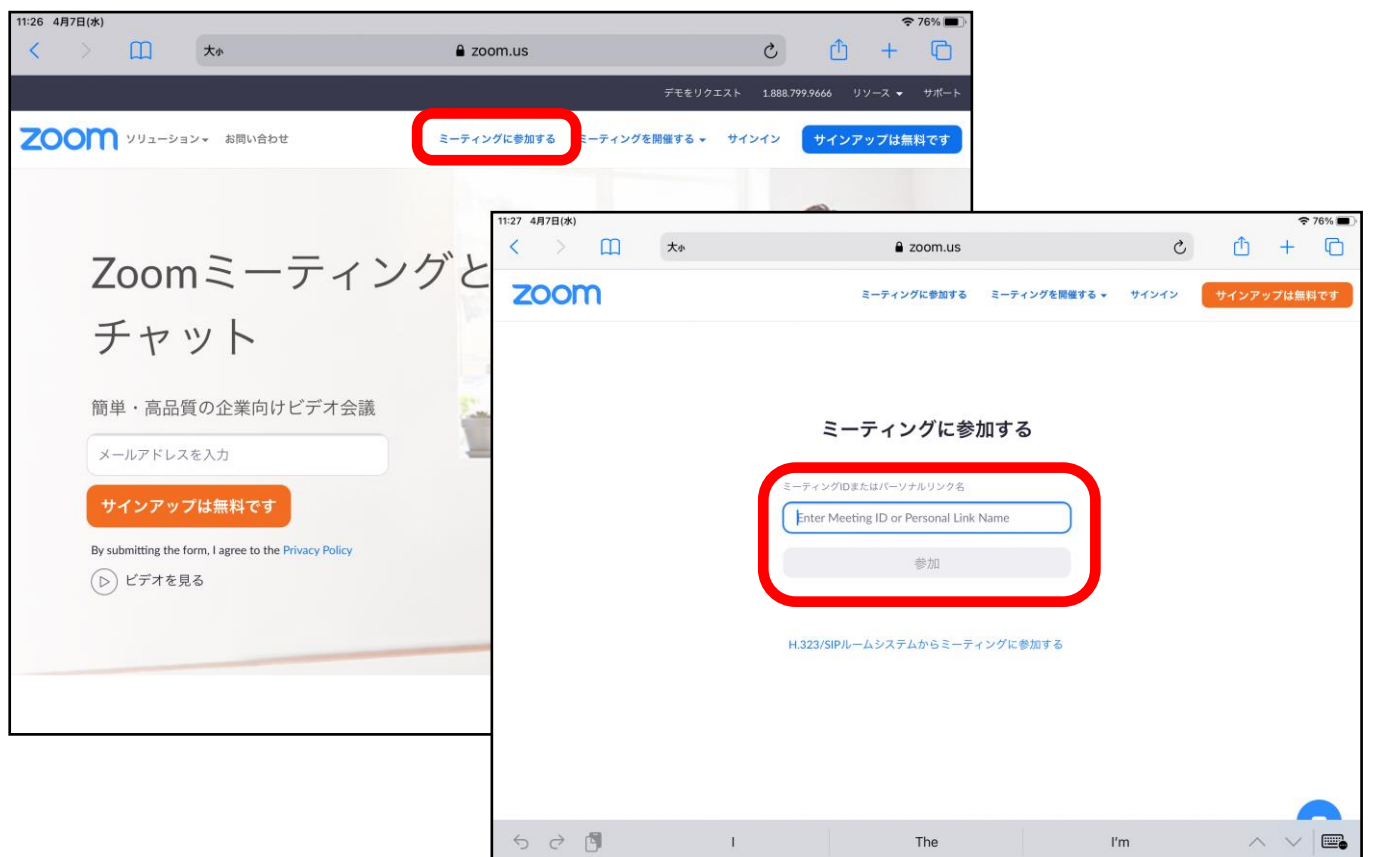 11:26 4月7日(水)
76%
大小
zoom.us
デモをリクエスト 1.888.799.9666 リソース サポート
zoom ソリューション お問い合わせ ミーティングに参加する ミーティングを開催する サインイン サインアップは無料です
Zoomミーティングと
チャット
簡単・高品質の企業向けビデオ会議
メールアドレスを入力
サインアップは無料です
By submitting the form, I agree to the Privacy Policy
ビデオを見る
11:27 4月7日(水)
76%
大小
zoom.us
zoom ミーティングに参加する ミーティングを開催する サインイン サインアップは無料です
ミーティングに参加する
ミーティングIDまたはパーソナルリンク名
Enter Meeting ID or Personal Link Name
参加
H.323/SIPルームシステムからミーティングに参加する
I The I'm